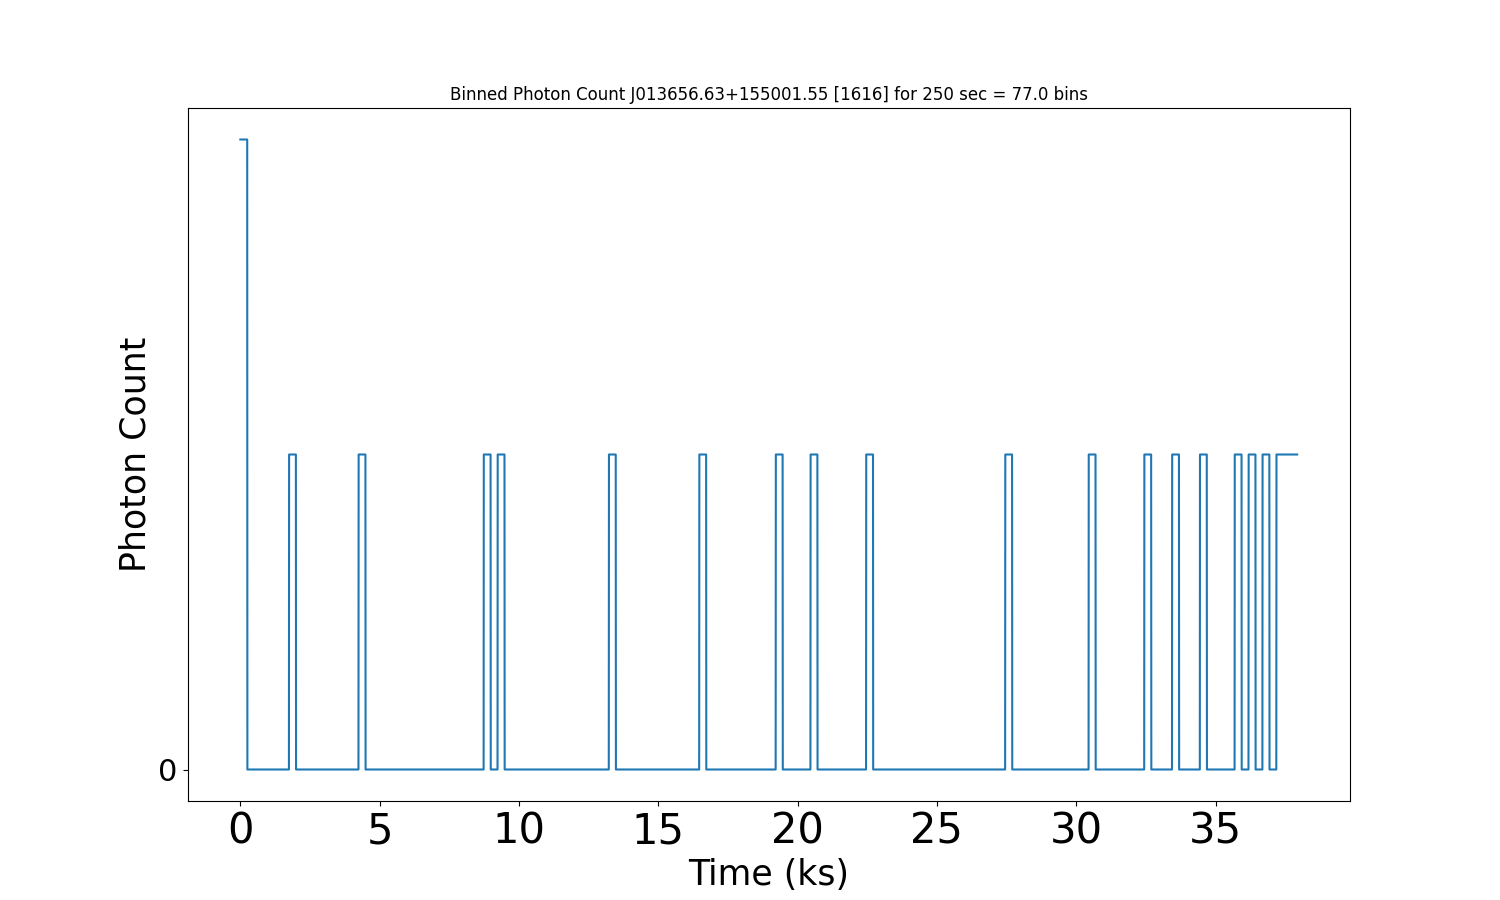 Binned Photon Count J013656.63+155001.55 [1616] for 250 sec = 77.0 bins
Photon Count
0
0 5 10 15 20 25 30 35
Time (ks)